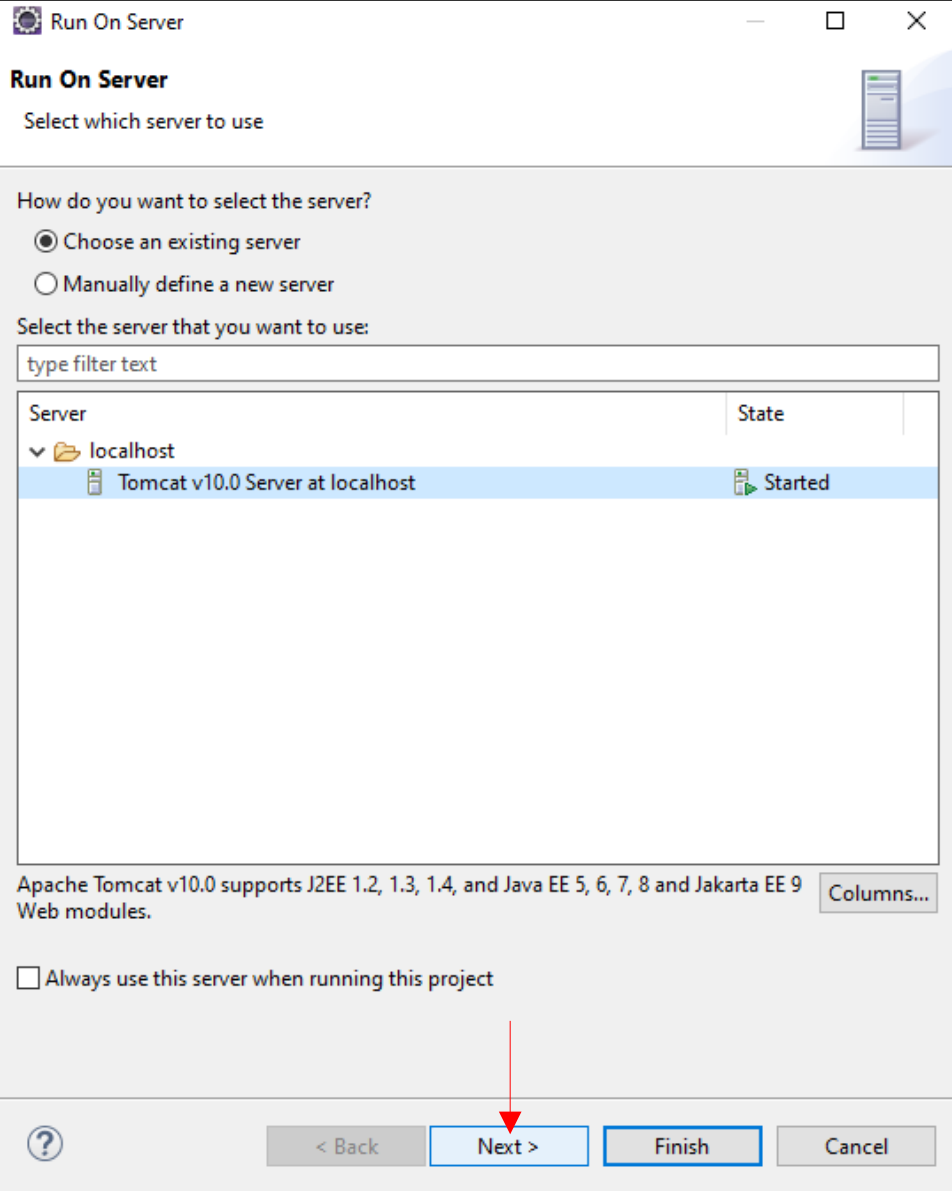 Run On Server
Run On Server
Select which server to use
How do you want to select the server?
Choose an existing server
Manually define a new server
Select the server that you want to use:
type filter text
Server State
localhost
Tomcat v10.0 Server at localhost Started
Apache Tomcat v10.0 supports J2EE 1.2, 1.3, 1.4, and Java EE 5, 6, 7, 8 and Jakarta EE 9
Web modules.
Columns...
Always use this server when running this project
? < Back Next > Finish Cancel